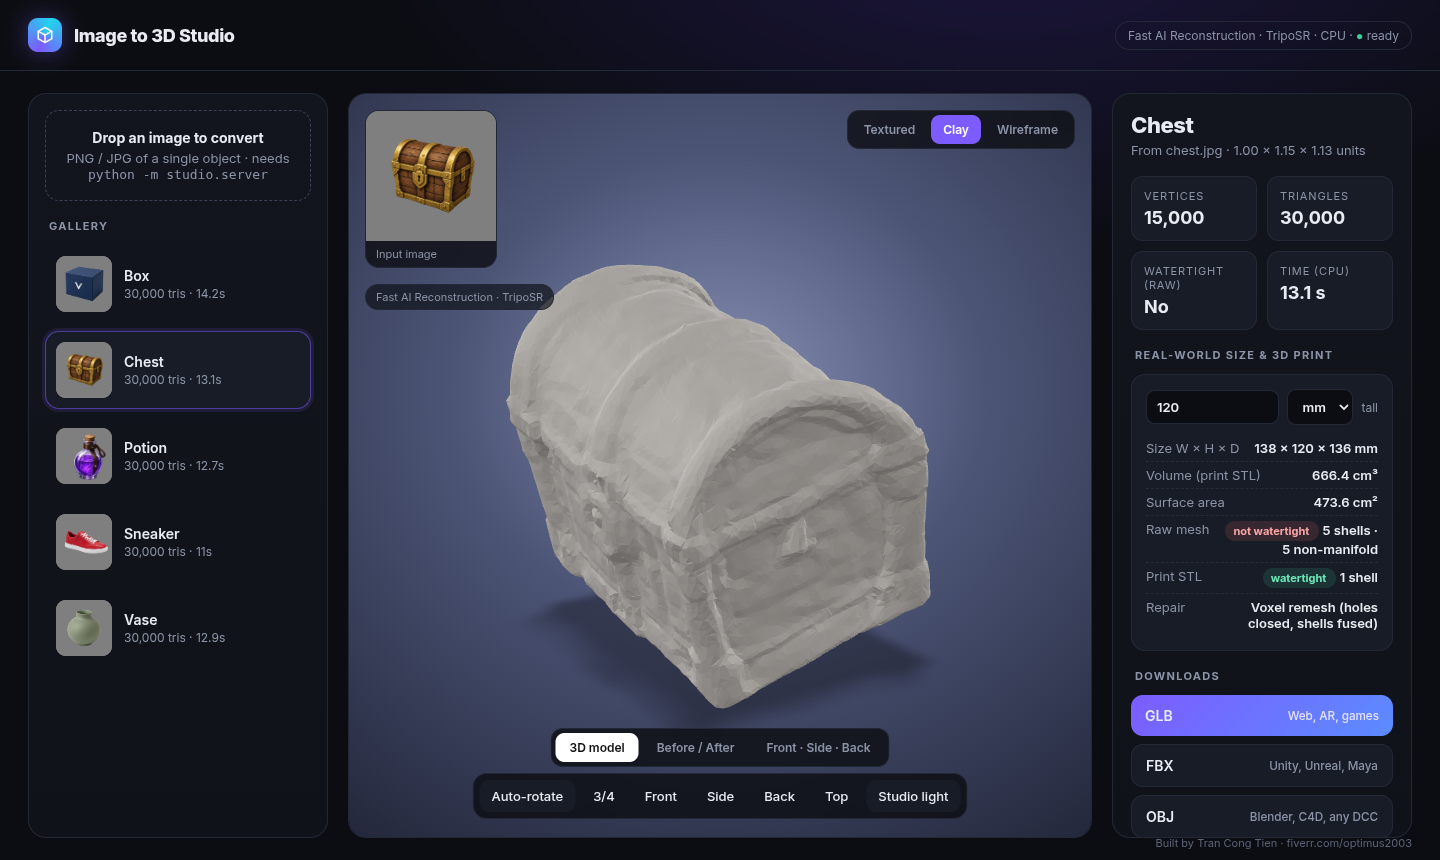 Image to 3D Studio
Fast AI Reconstruction · TripoSR · CPU · ● ready
Drop an image to convert
PNG / JPG of a single object · needs
python -m studio.server
GALLERY
Box
30,000 tris · 14.2s
Chest
30,000 tris · 13.1s
Potion
30,000 tris · 12.7s
Sneaker
30,000 tris · 11s
Vase
30,000 tris · 12.9s
Input image
Fast AI Reconstruction · TripoSR
Textured
Clay
Wireframe
3D model
Before / After
Front · Side · Back
Auto-rotate
3/4
Front
Side
Back
Top
Studio light
Chest
From chest.jpg · 1.00 × 1.15 × 1.13 units
VERTICES
15,000
TRIANGLES
30,000
WATERTIGHT
(RAW)
No
TIME (CPU)
13.1 s
REAL-WORLD SIZE & 3D PRINT
120
mm
tall
Size W × H × D 138 × 120 × 136 mm
Volume (print STL) 666.4 cm³
Surface area 473.6 cm²
Raw mesh not watertight 5 shells ·
5 non-manifold
Print STL watertight 1 shell
Repair Voxel remesh (holes
closed, shells fused)
DOWNLOADS
GLB Web, AR, games
FBX Unity, Unreal, Maya
OBJ Blender, C4D, any DCC
Built by Tran Cong Tien · fiverr.com/optimus2003